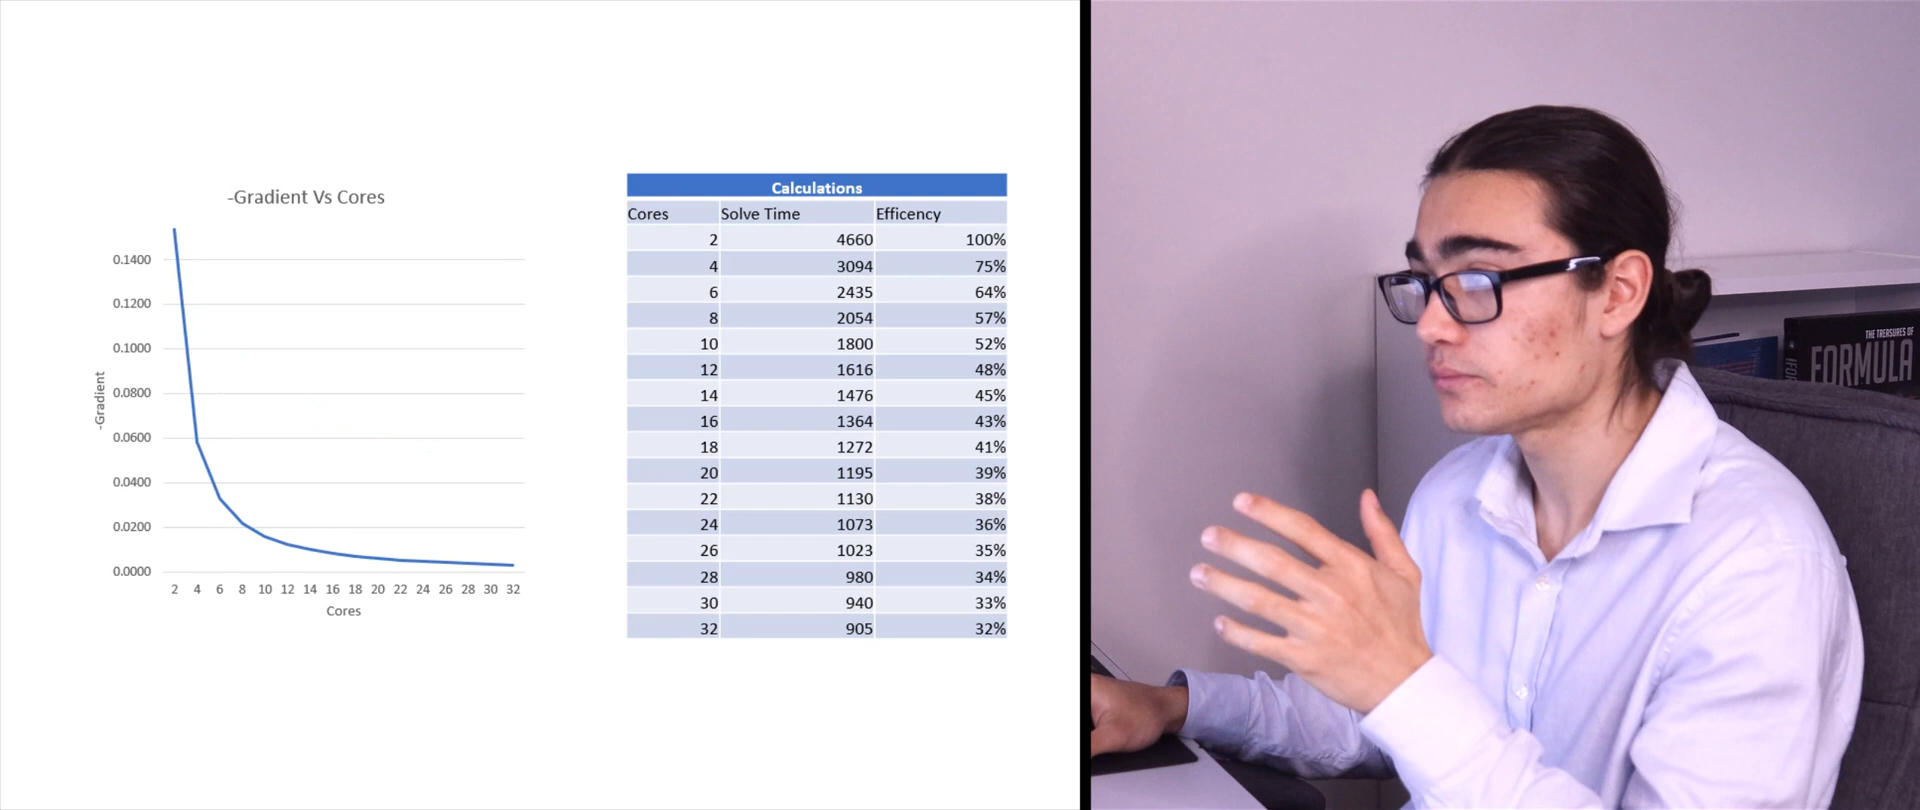 -Gradient Vs Cores
0.1400
0.1200
0.1000
0.0800
0.0600
0.0400
0.0200
0.0000
-Gradient
2 4 6 8 10 12 14 16 18 20 22 24 26 28 30 32
Cores
Calculations
Cores Solve Time Efficency
2 4660 100%
4 3094 75%
6 2435 64%
8 2054 57%
10 1800 52%
12 1616 48%
14 1476 45%
16 1364 43%
18 1272 41%
20 1195 39%
22 1130 38%
24 1073 36%
26 1023 35%
28 980 34%
30 940 33%
32 905 32%
THE TREASURES OF
FORMULA